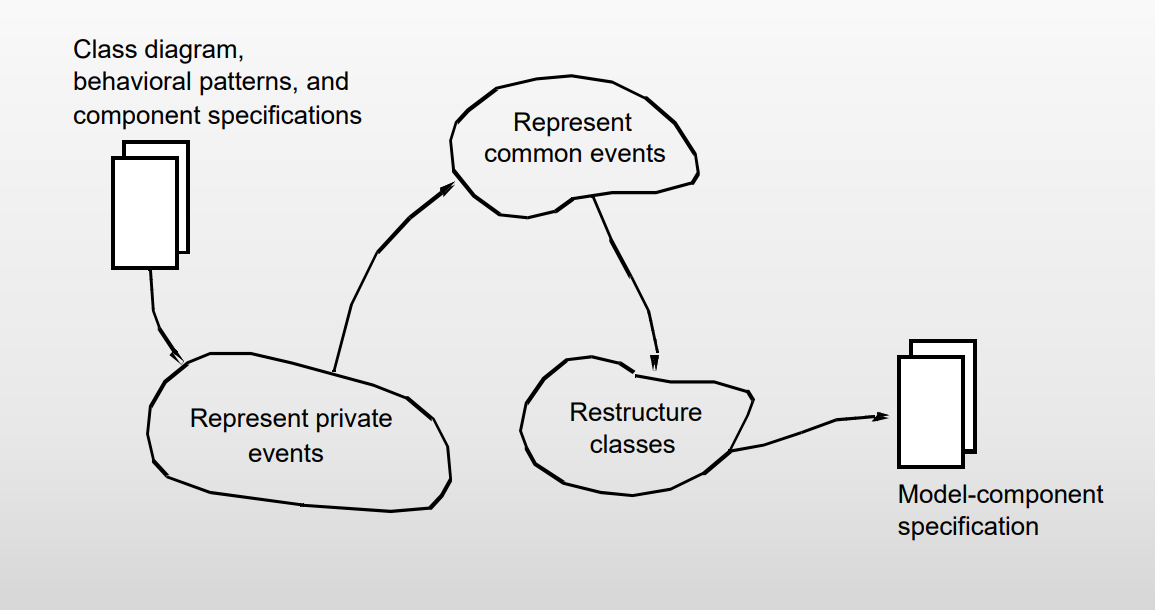 Class diagram,
behavioral patterns, and
component specifications
Represent
common events
Represent private
events
Restructure
classes
Model-component
specification